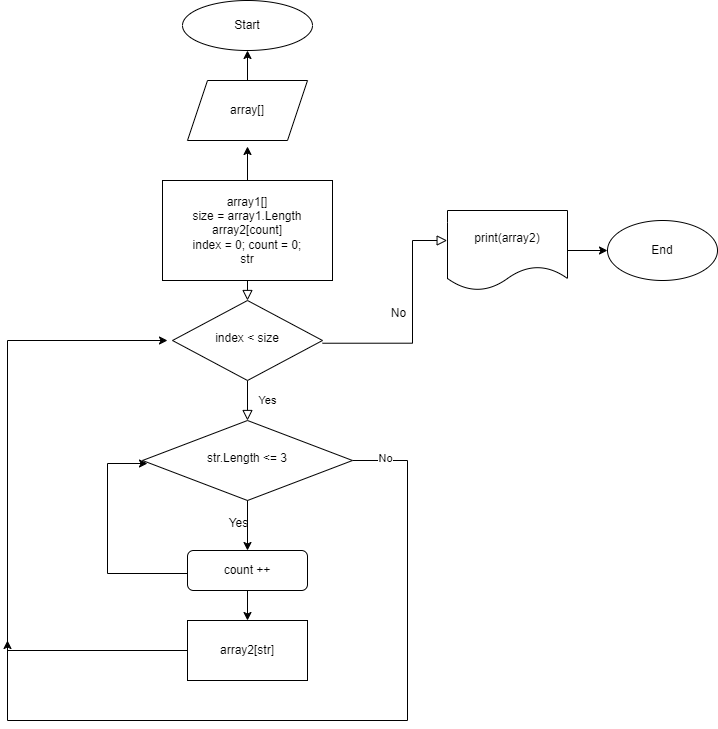 Start
array[]
array1[]
size = array1.Length
array2[count]
index = 0; count = 0;
str
index < size
No
print(array2)
End
Yes
str.Length <= 3
No
Yes
count ++
array2[str]